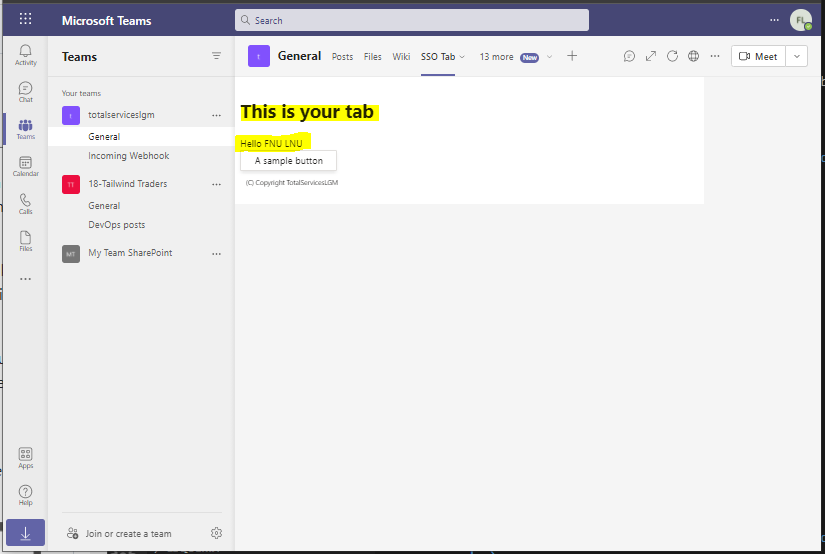 Microsoft Teams
Search
FL
Activity
Chat
Teams
Calendar
Calls
Files
Apps
Help
Teams
Your teams
t totalserviceslgm
General
Incoming Webhook
TT 18-Tailwind Traders
General
DevOps posts
MT My Team SharePoint
Join or create a team
t General Posts Files Wiki SSO Tab 13 more New Meet
This is your tab
Hello FNU LNU
A sample button
(C) Copyright TotalServicesLGM